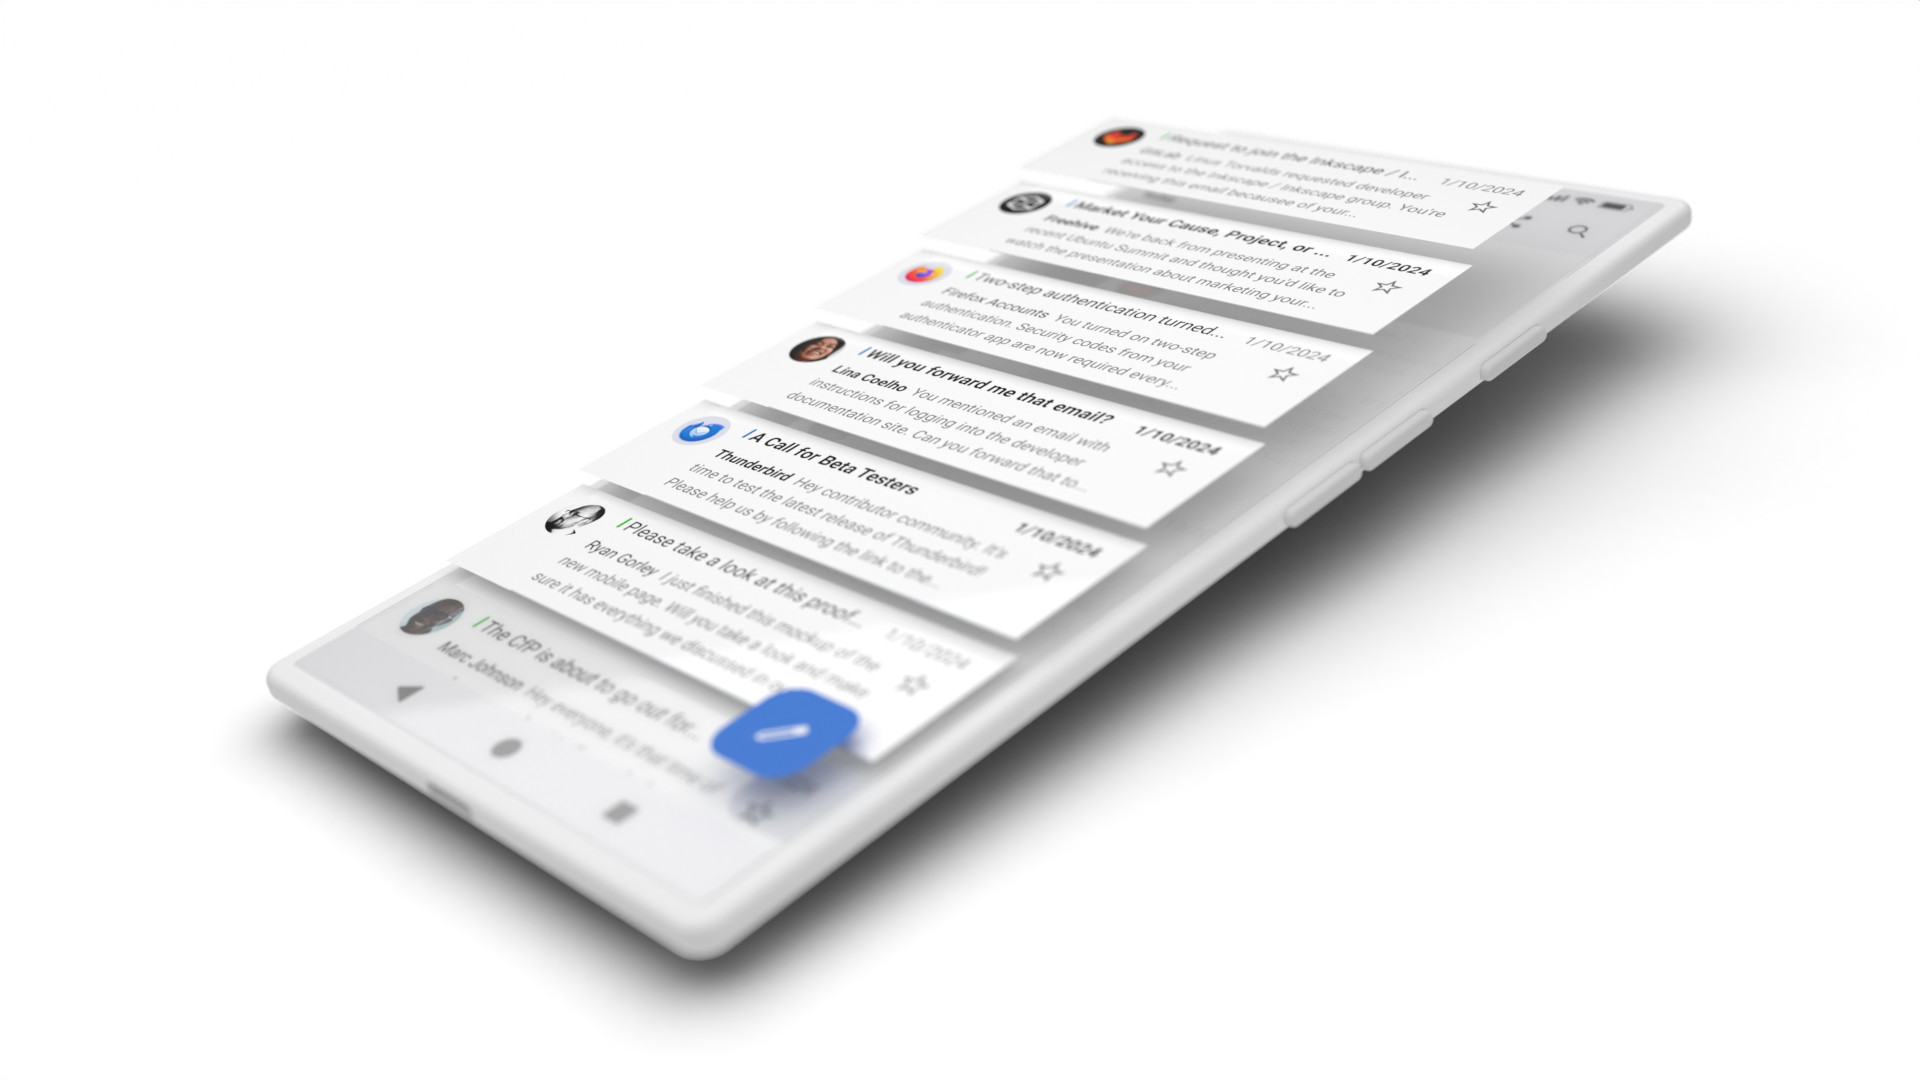 Request to join the Inkscape / I... 1/10/2024
GitLab Linus Torvalds requested developer
access to the Inkscape / Inkscape group. You're
receiving this email becausee of your...
Market Your Cause, Project, or ... 1/10/2024
Freehive We're back from presenting at the
recent Ubuntu Summit and thought you'd like to
watch the presentation about marketing your...
Two-step authentication turned... 1/10/2024
Firefox Accounts You turned on two-step
authentication. Security codes from your
authenticator app are now required every...
Will you forward me that email? 1/10/2024
Lina Coelho You mentioned an email with
instructions for logging into the developer
documentation site. Can you forward that to...
A Call for Beta Testers 1/10/2024
Thunderbird Hey contributor community. It's
time to test the latest release of Thunderbird!
Please help us by following the link to the...
Please take a look at this proof... 1/10/2024
Ryan Gorley I just finished this mockup of the
new mobile page. Will you take a look and make
sure it has everything we discussed in
The CfP is about to go out for...
Marc Johnson Hey everyone, it's that time of